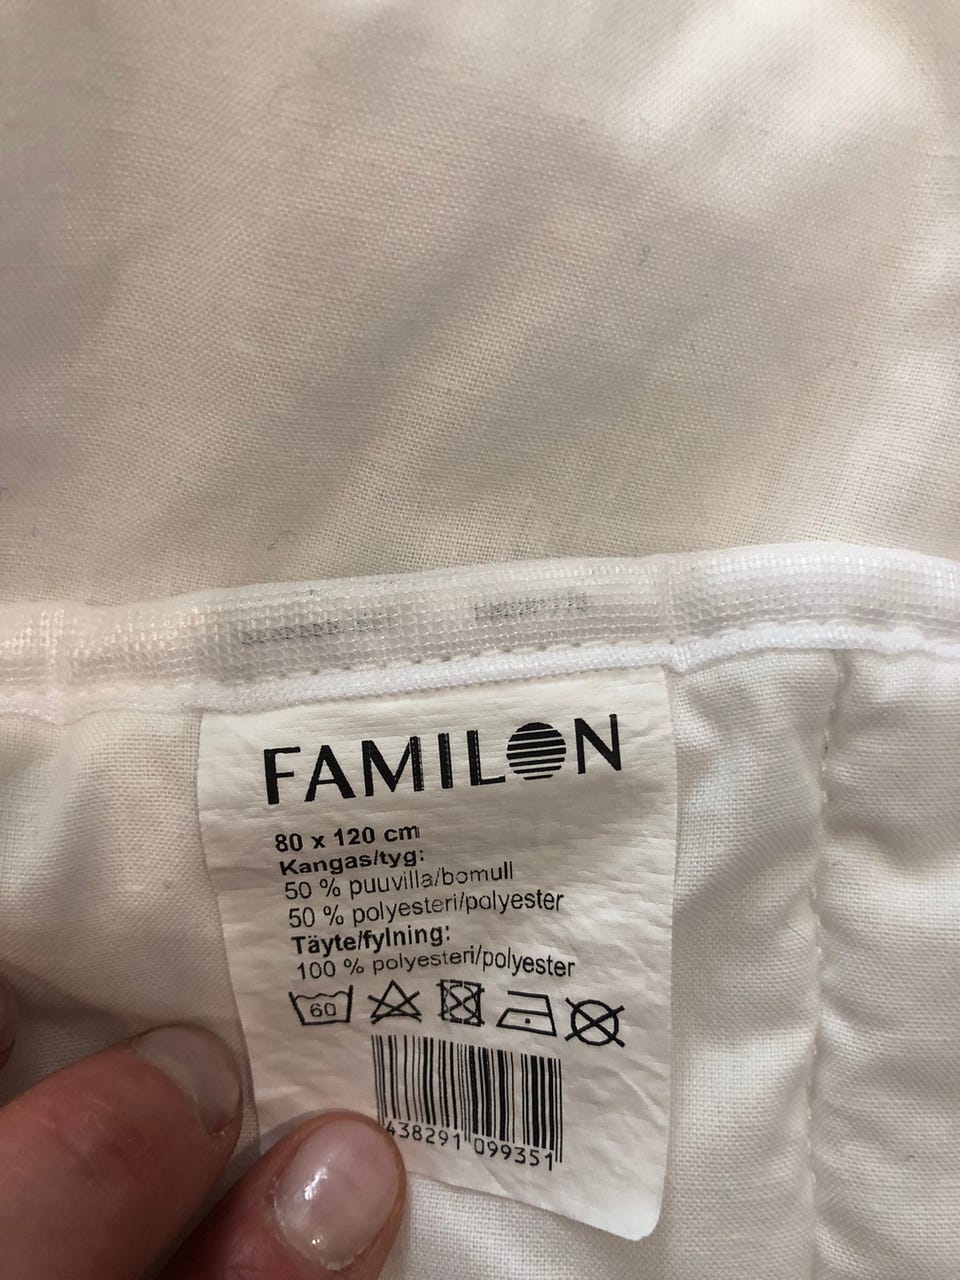 FAMILON
80 x 120 cm
Kangas/tyg:
50 % puuvilla/bomull
50 % polyesteri/polyester
Täyte/fylning:
100 % polyesteri/polyester
60
438291 099351